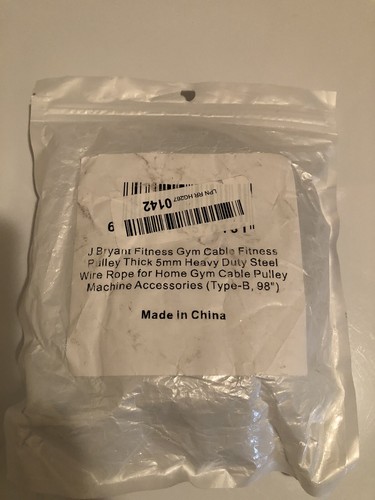 LPN RR HG267 0142
J Bryant Fitness Gym Cable Fitness
Pulley Thick 5mm Heavy Duty Steel
Wire Rope for Home Gym Cable Pulley
Machine Accessories (Type-B, 98")
Made in China